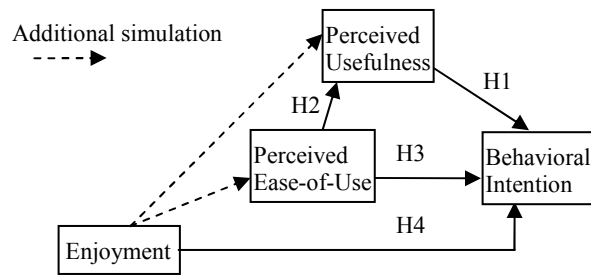 Additional simulation
Perceived
Usefulness
H1
H2
Perceived
Ease-of-Use
H3
Behavioral
Intention
H4
Enjoyment